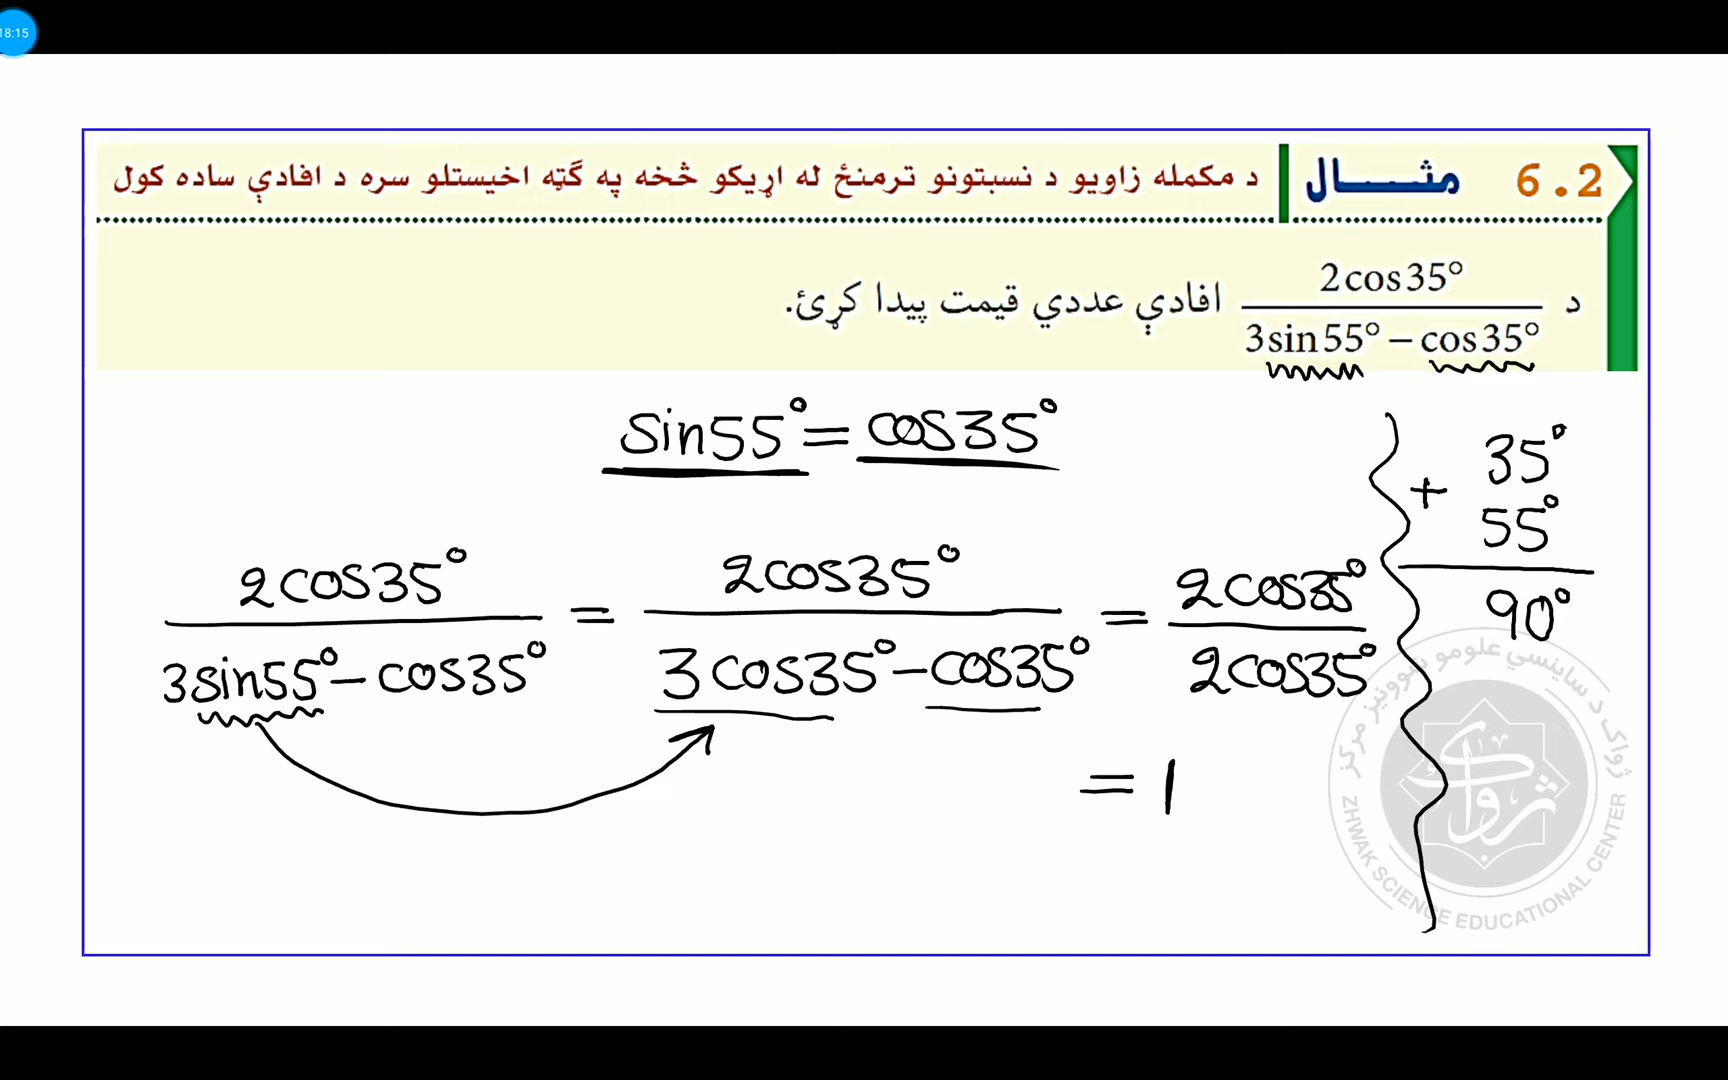 18:15
6.2 مثال د مکمله زاویو د نسبتونو ترمنځ له اړیکو څخه په ګټه اخیستلو سره د افادې ساده کول
د 2cos35° / (3sin55° − cos35°) افادې عددي قیمت پیدا کړئ.
sin55° = cos35°
35°
+ 55°
90°
2cos35° / (3sin55° − cos35°) = 2cos35° / (3cos35° − cos35°) = 2cos35° / 2cos35°
= 1
ژواک د ساینسي علومو ښوونیز مرکز
ژواک
ZHWAK SCIENCE EDUCATIONAL CENTER